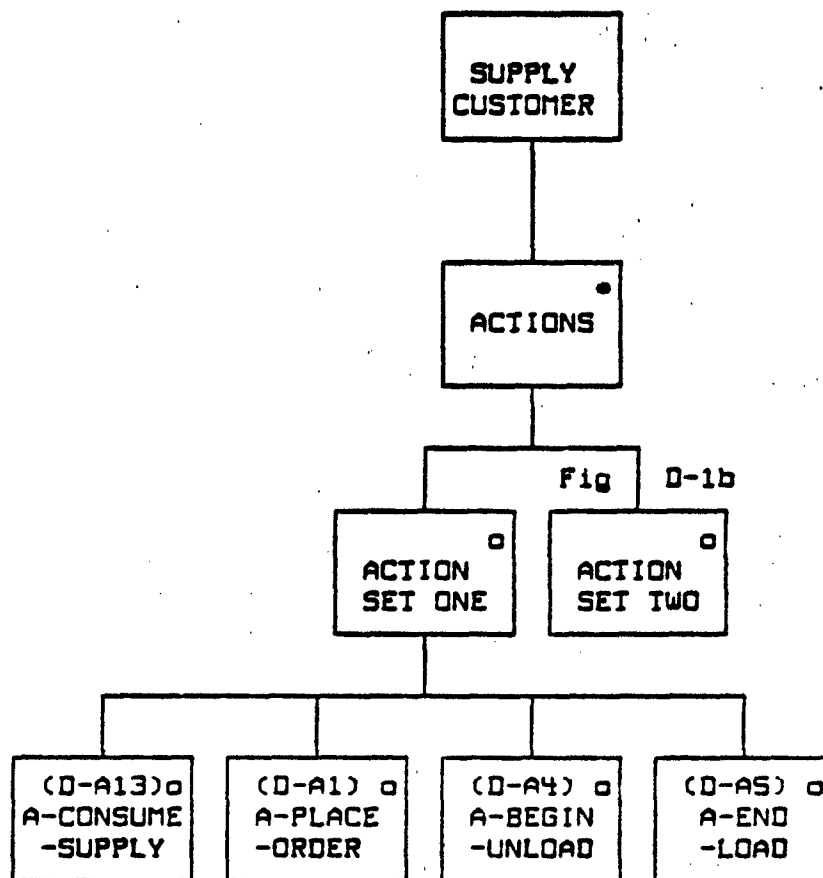 SUPPLY
CUSTOMER
ACTIONS
Fig D-1b
ACTION
SET ONE
ACTION
SET TWO
(D-A13)
A-CONSUME
-SUPPLY
(D-A1)
A-PLACE
-ORDER
(D-A4)
A-BEGIN
-UNLOAD
(D-A5)
A-END
-LOAD